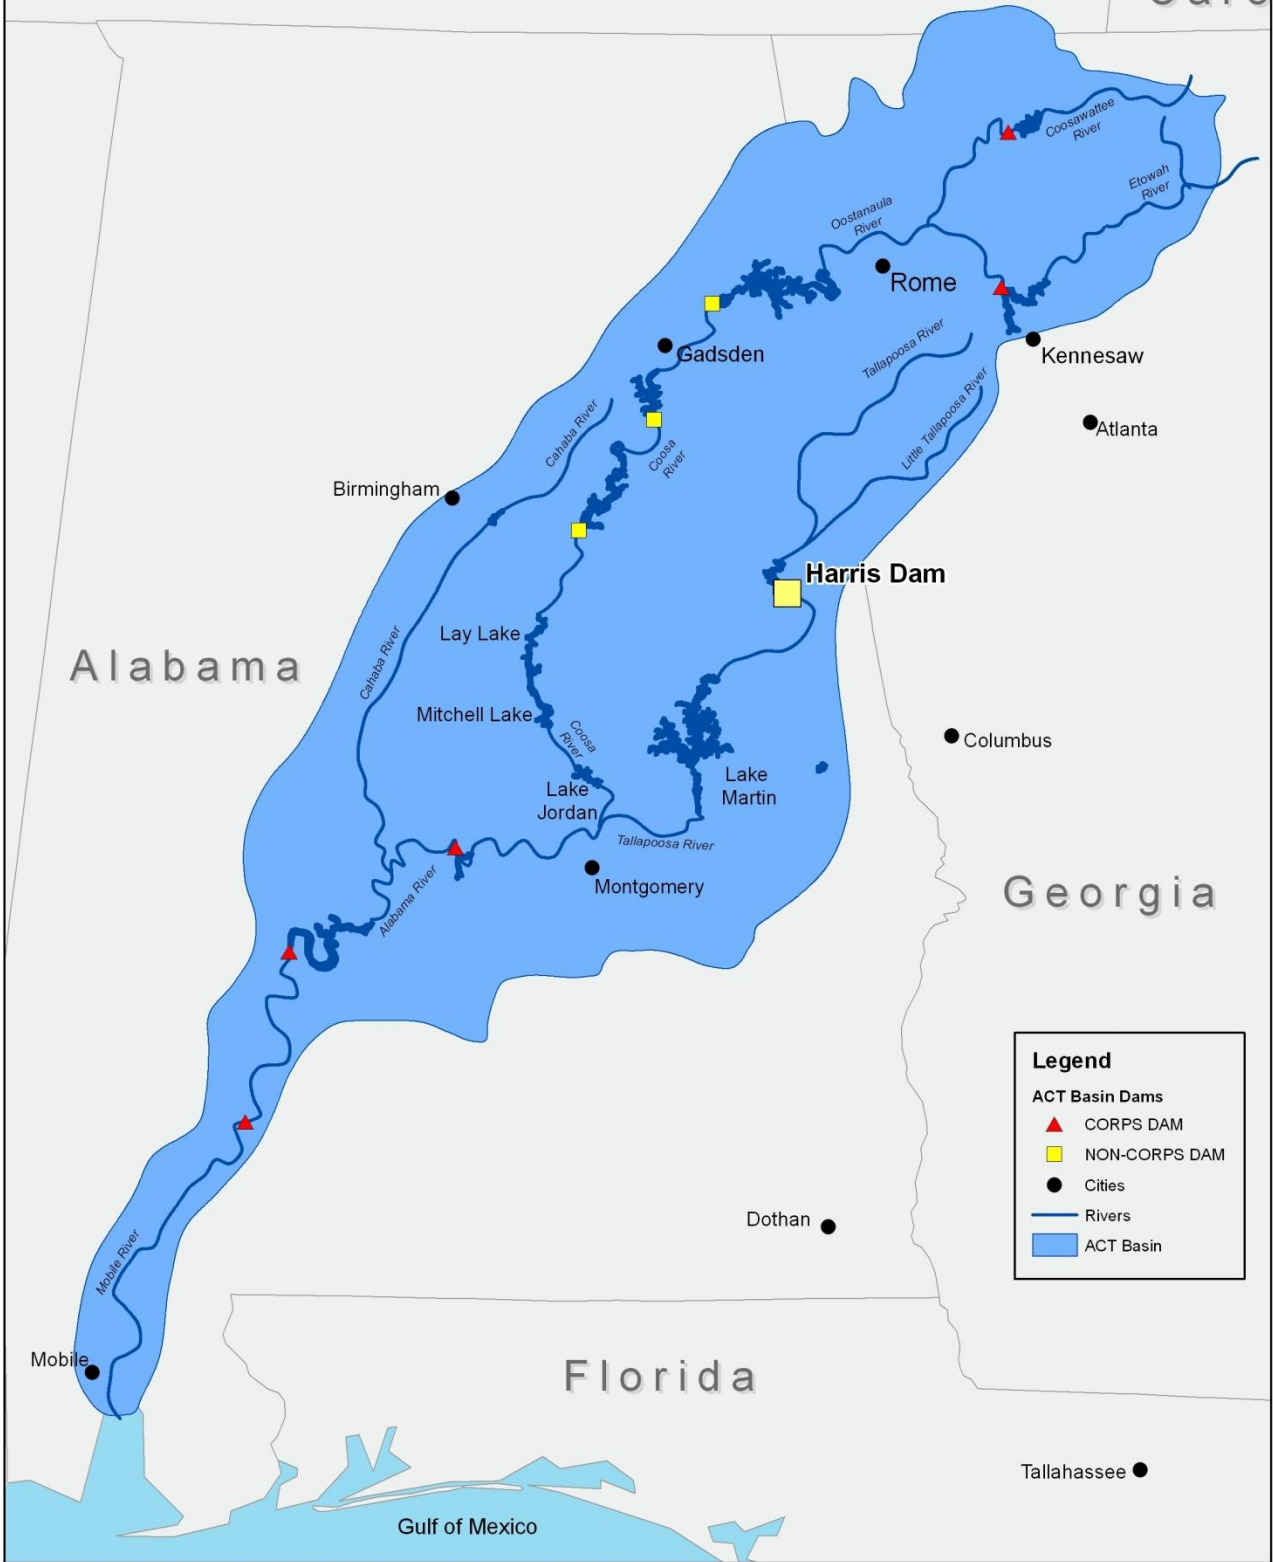 Coosawattee
River
Etowah
River
Oostanaula
River
Rome
Gadsden
Tallapoosa River
Kennesaw
Little Tallapoosa River
Atlanta
Cahaba River
Coosa
River
Birmingham
Harris Dam
Lay Lake
Alabama
Cahaba River
Mitchell Lake
Coosa
River
Columbus
Lake
Martin
Lake
Jordan
Tallapoosa River
Montgomery
Georgia
Alabama River
Legend
ACT Basin Dams
CORPS DAM
NON-CORPS DAM
Cities
Rivers
ACT Basin
Dothan
Mobile River
Mobile
Florida
Tallahassee
Gulf of Mexico